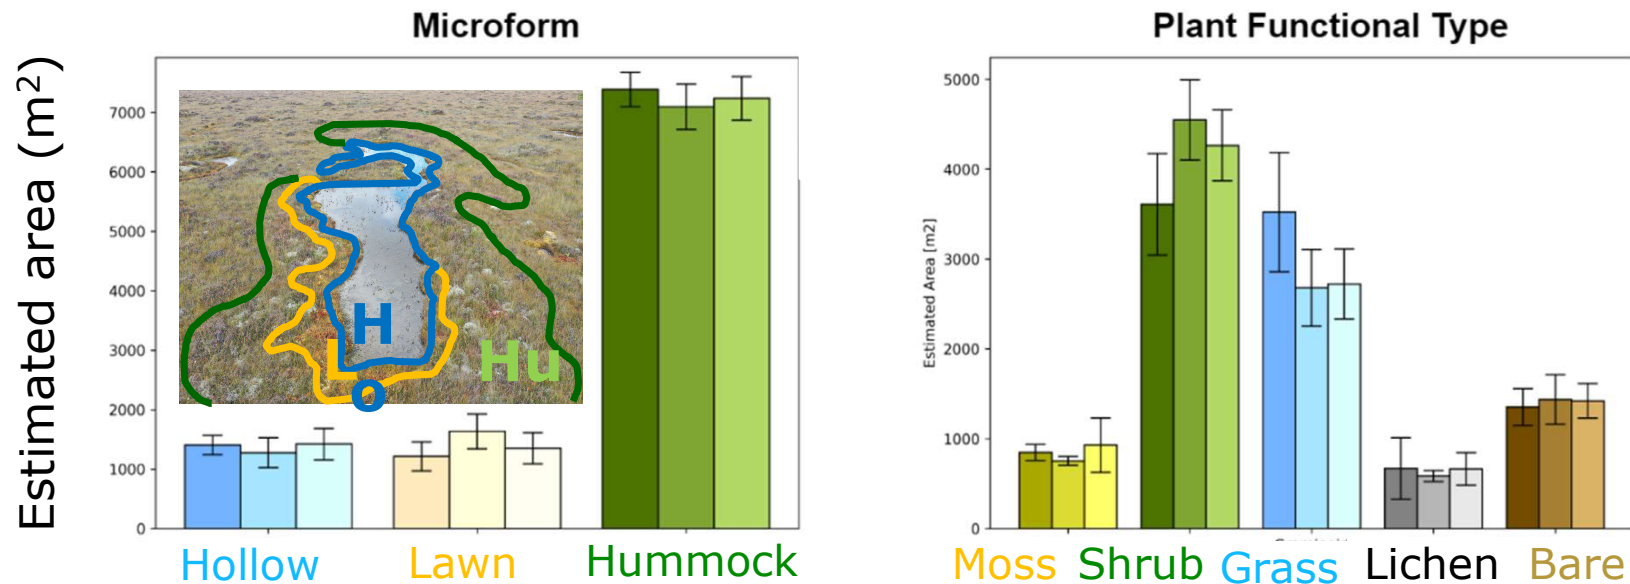 Microform
Estimated area (m²)
7000
6000
5000
4000
3000
2000
1000
0
H
L
o
Hu
Hollow
Lawn
Hummock
Plant Functional Type
Estimated Area [m2]
5000
4000
3000
2000
1000
0
Moss
Shrub
Grass
Lichen
Bare